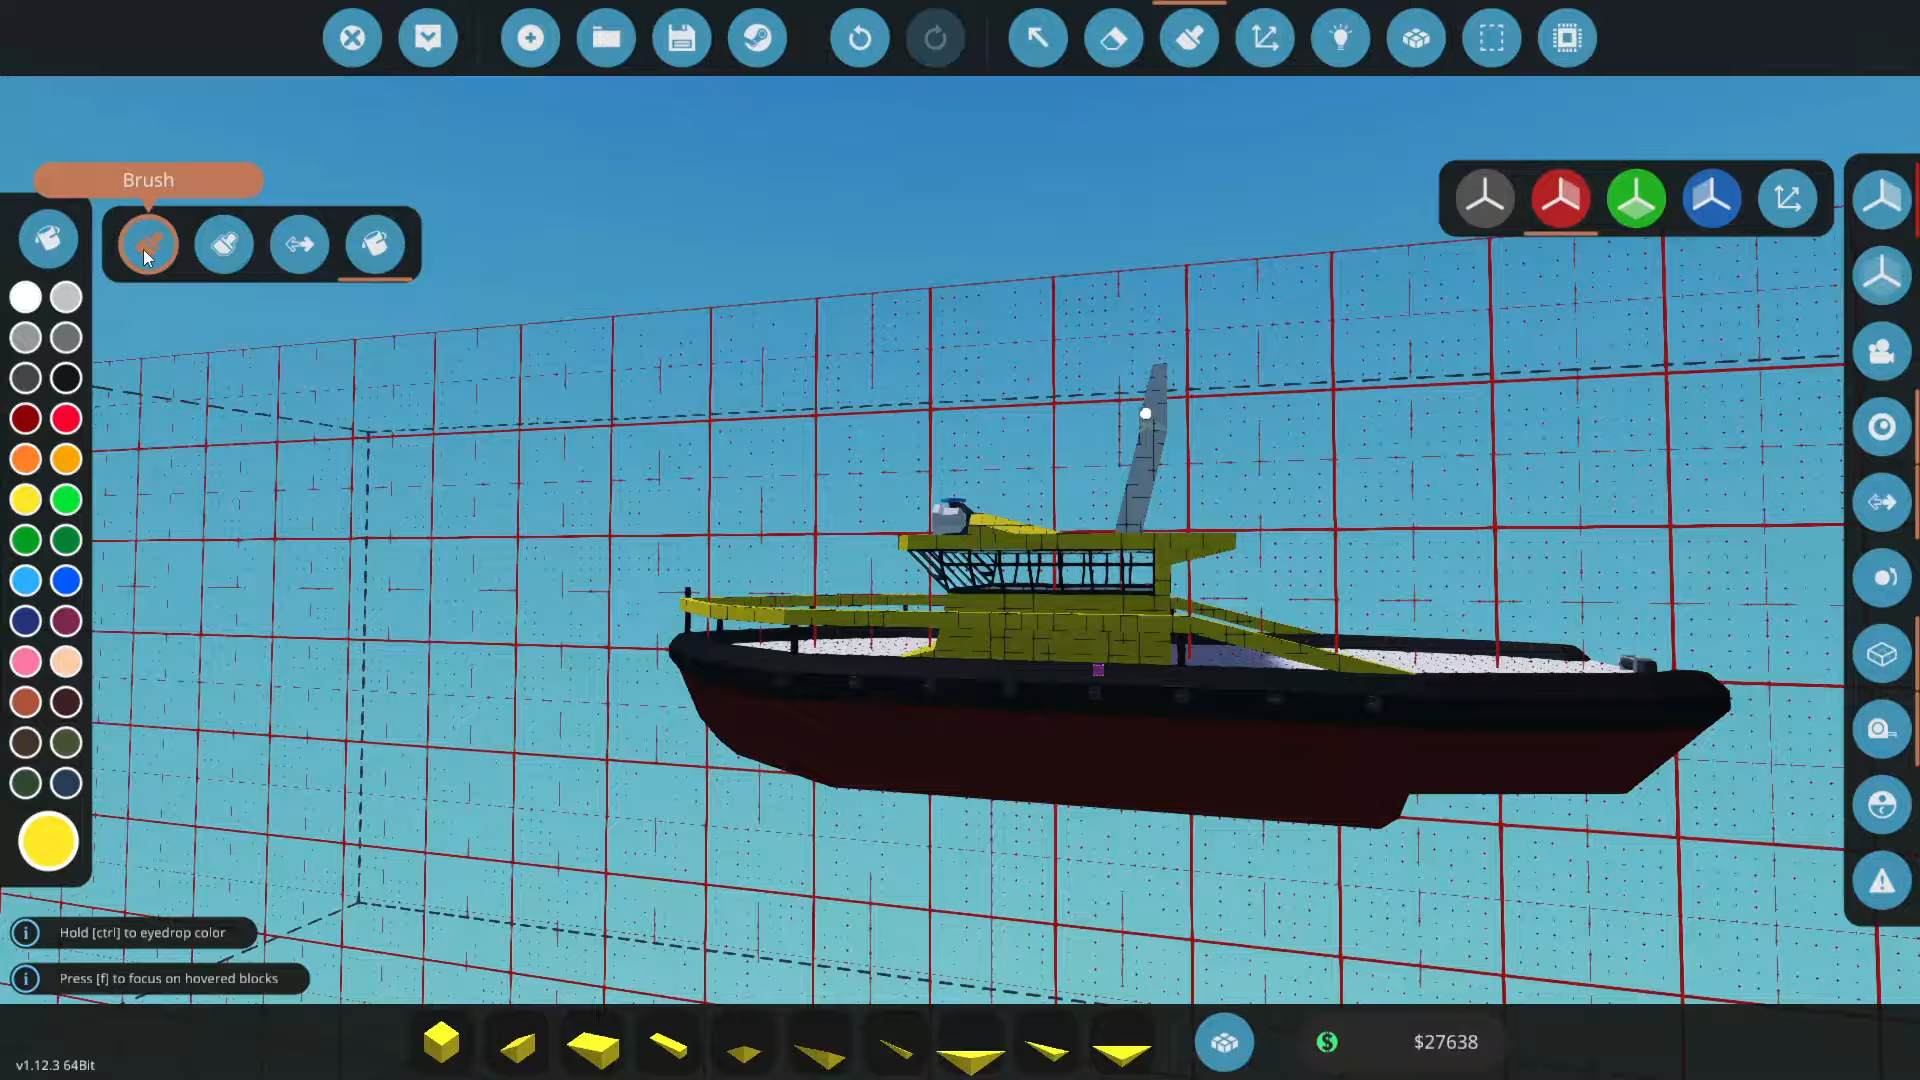 Brush
Hold [ctrl] to eyedrop color
Press [f] to focus on hovered blocks
$27638
v1.12.3 64Bit